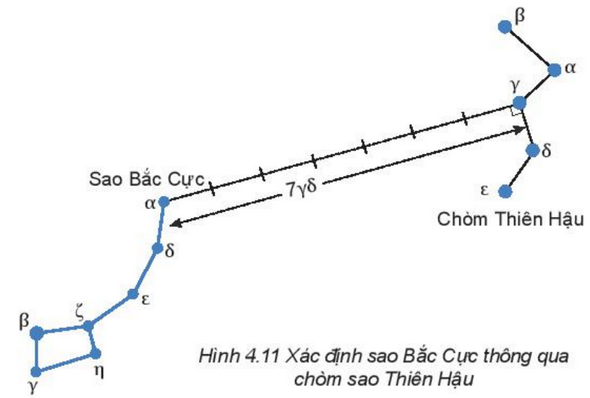 β
α
γ
δ
ε
Chòm Thiên Hậu
7γδ
Sao Bắc Cực
α
δ
ε
ζ
β
η
γ
Hình 4.11 Xác định sao Bắc Cực thông qua
chòm sao Thiên Hậu